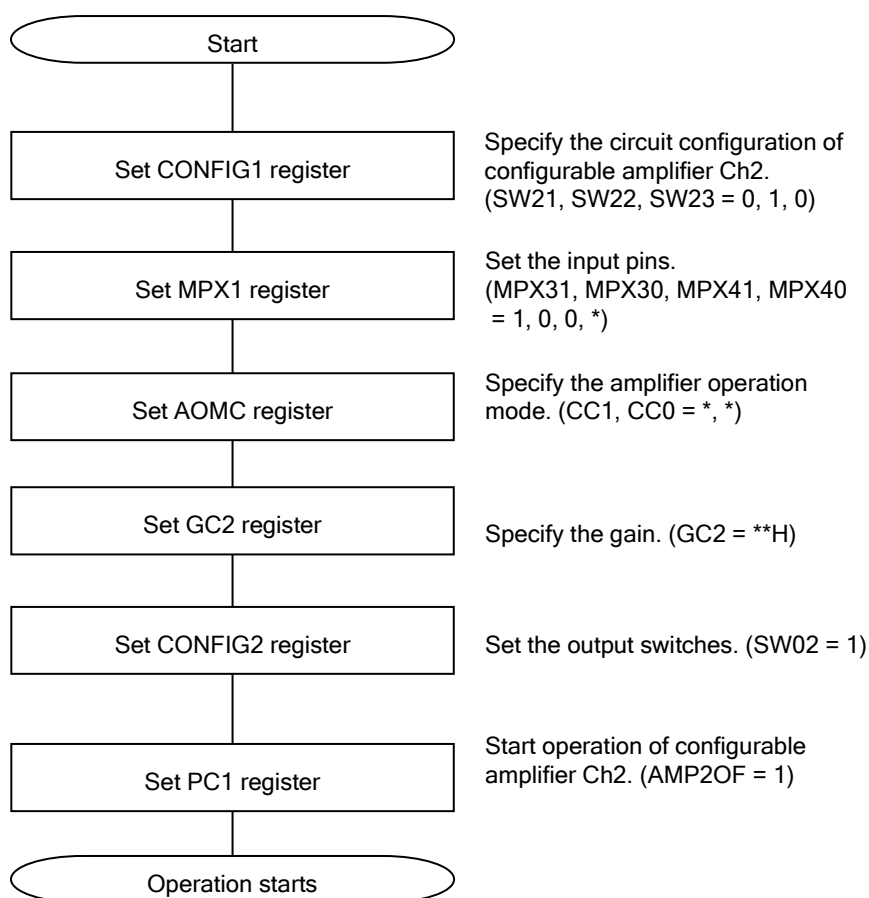 Start
Set CONFIG1 register
Specify the circuit configuration of
configurable amplifier Ch2.
(SW21, SW22, SW23 = 0, 1, 0)
Set MPX1 register
Set the input pins.
(MPX31, MPX30, MPX41, MPX40
= 1, 0, 0, *)
Set AOMC register
Specify the amplifier operation
mode. (CC1, CC0 = *, *)
Set GC2 register
Specify the gain. (GC2 = **H)
Set CONFIG2 register
Set the output switches. (SW02 = 1)
Set PC1 register
Start operation of configurable
amplifier Ch2. (AMP2OF = 1)
Operation starts